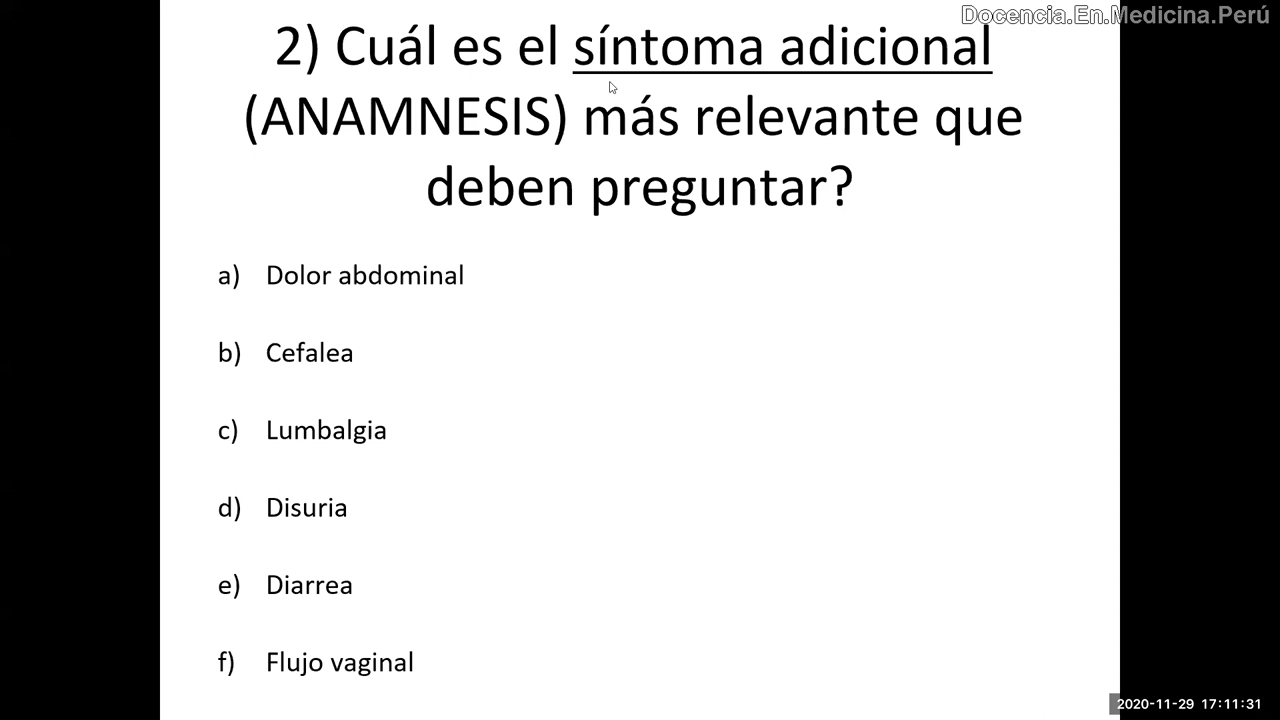 Docencia.En.Medicina.Perú
2) Cuál es el síntoma adicional
(ANAMNESIS) más relevante que
deben preguntar?
a) Dolor abdominal
b) Cefalea
c) Lumbalgia
d) Disuria
e) Diarrea
f) Flujo vaginal
2020-11-29 17:11:31